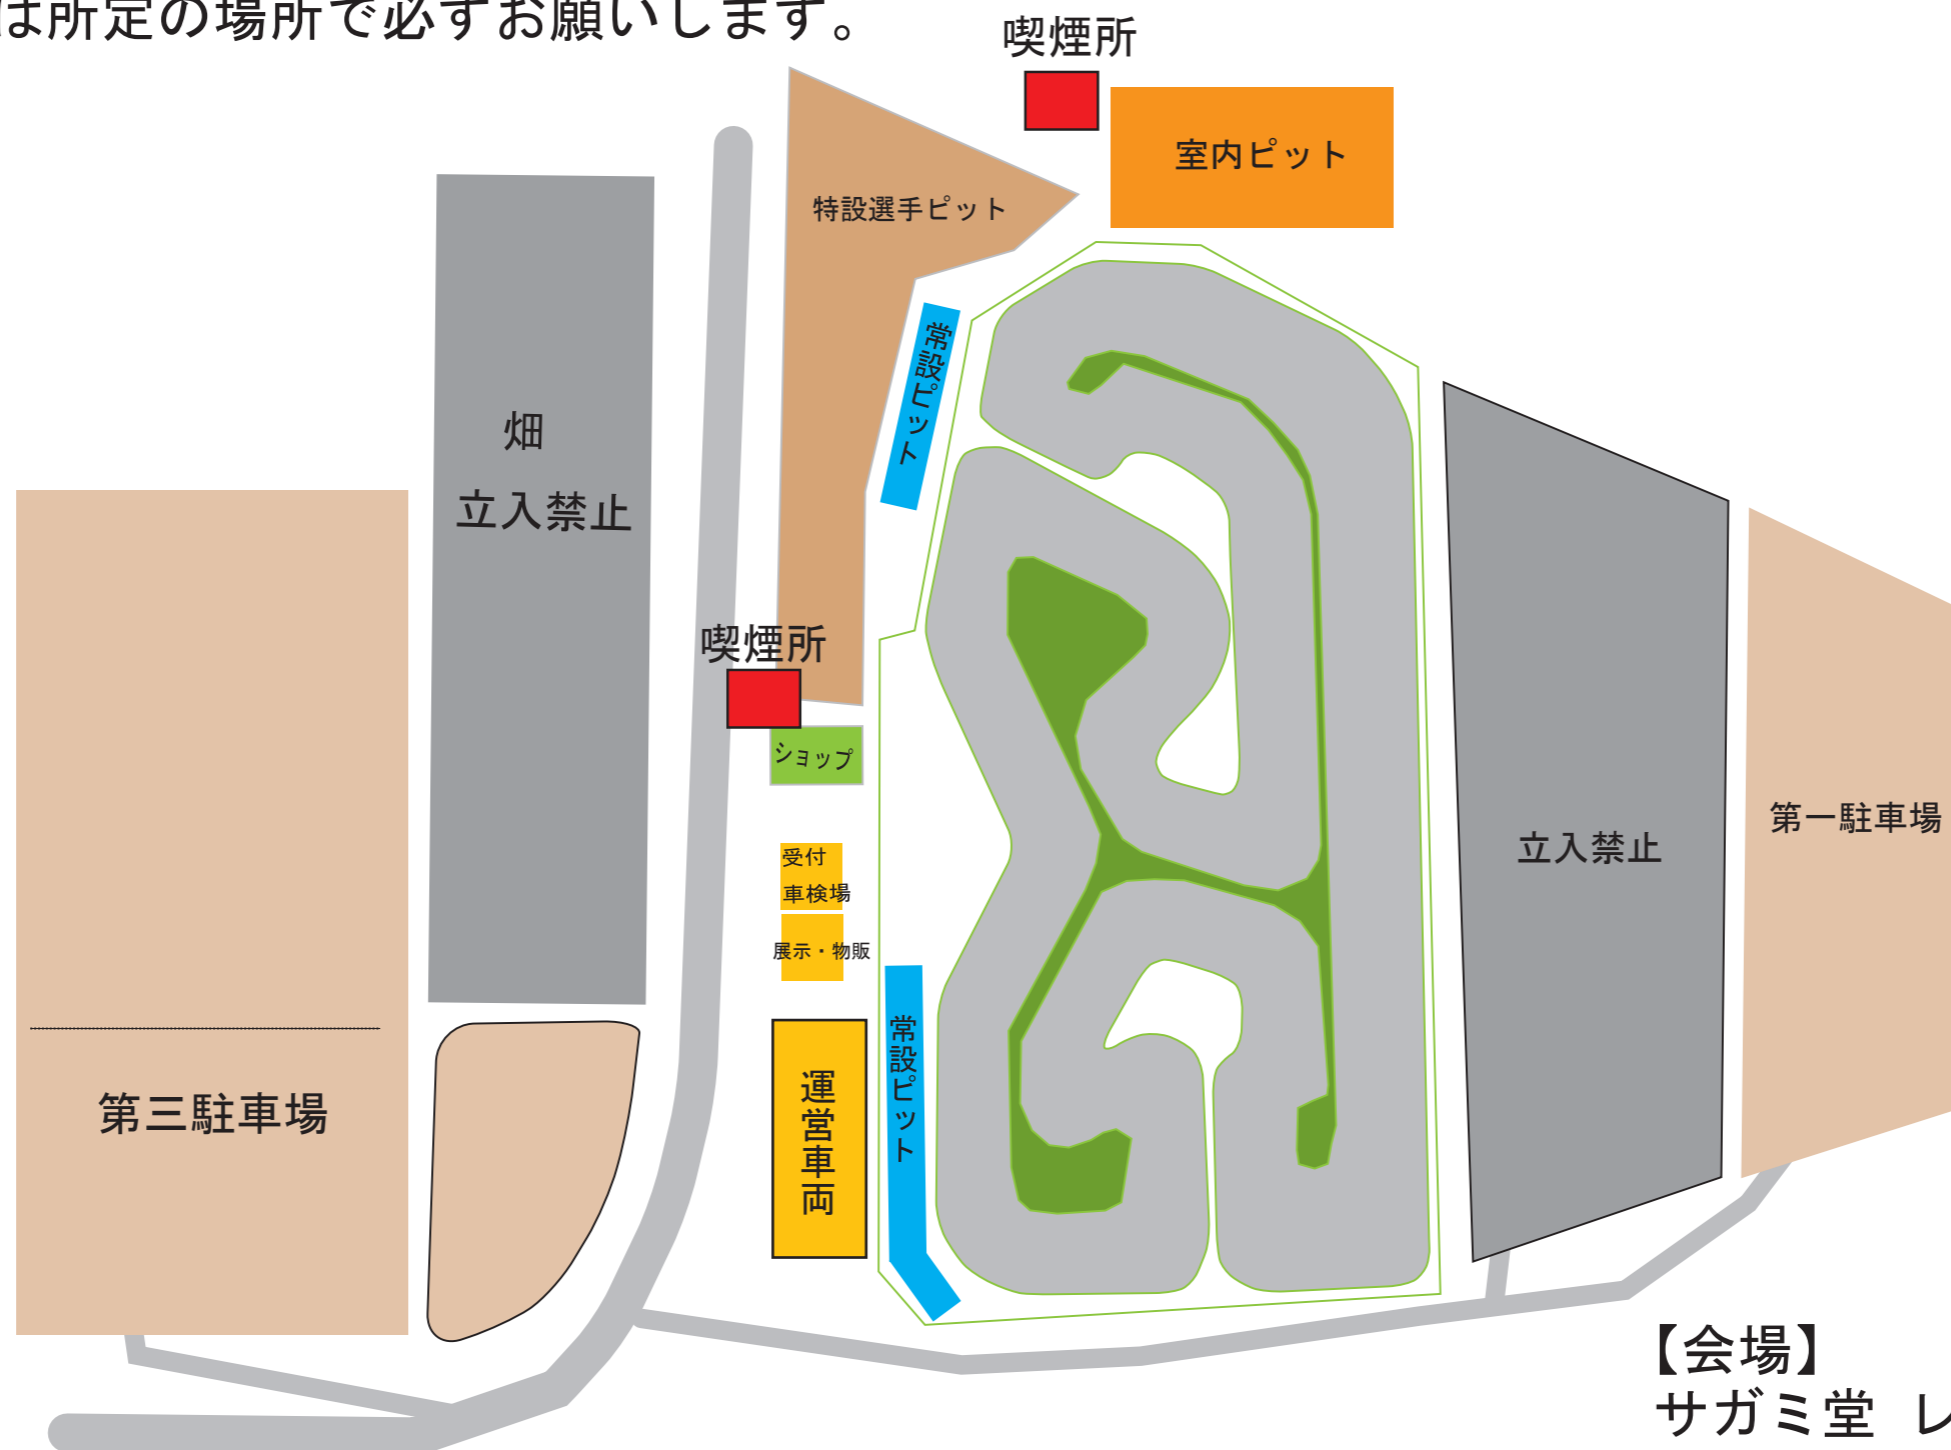 は所定の場所で必ずお願いします。
喫煙所
室内ピット
特設選手ピット
常設ピット
畑
立入禁止
喫煙所
ショップ
受付
車検場
展示・物販
運営車両
常設ピット
立入禁止
第一駐車場
第三駐車場
【会場】
サガミ堂 レ